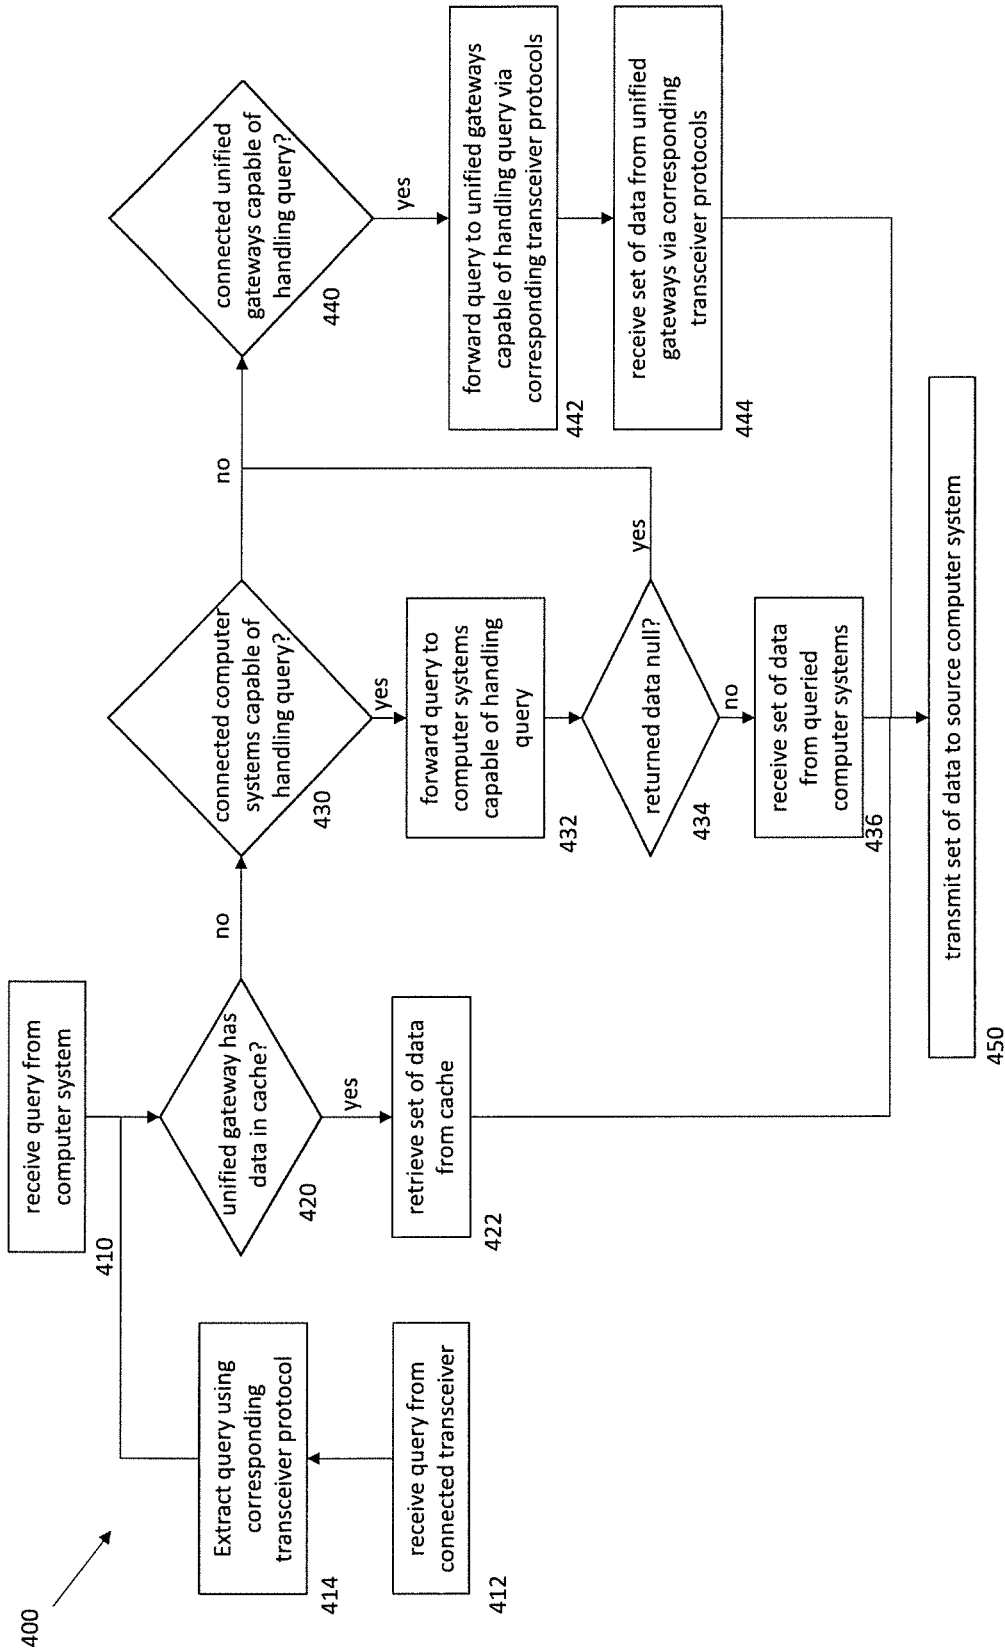 400
receive query from
computer system
410
Extract query using
corresponding
transceiver protocol
414
receive query from
connected transceiver
412
unified gateway has
data in cache?
420
no
yes
retrieve set of data
from cache
422
connected computer
systems capable of
handling query?
430
no
yes
forward query to
computer systems
capable of handling
query
432
returned data null?
434
yes
no
receive set of data
from queried
computer systems
436
connected unified
gateways capable of
handling query?
440
yes
forward query to unified gateways
capable of handling query via
corresponding transceiver protocols
442
receive set of data from unified
gateways via corresponding
transceiver protocols
444
transmit set of data to source computer system
450